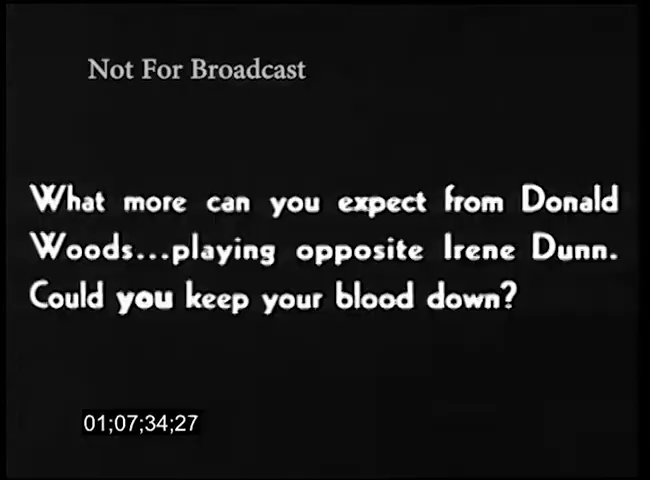 Not For Broadcast
What more can you expect from Donald
Woods...playing opposite Irene Dunn.
Could you keep your blood down?
01;07;34;27